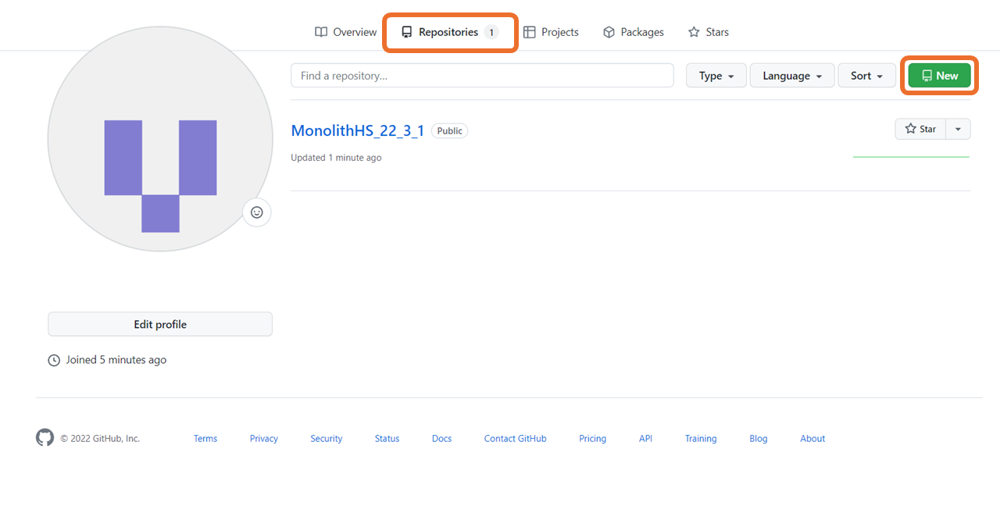 Overview Repositories 1 Projects Packages Stars
Find a repository... Type Language Sort New
MonolithHS_22_3_1 Public Star
Updated 1 minute ago
Edit profile
Joined 5 minutes ago
© 2022 GitHub, Inc. Terms Privacy Security Status Docs Contact GitHub Pricing API Training Blog About